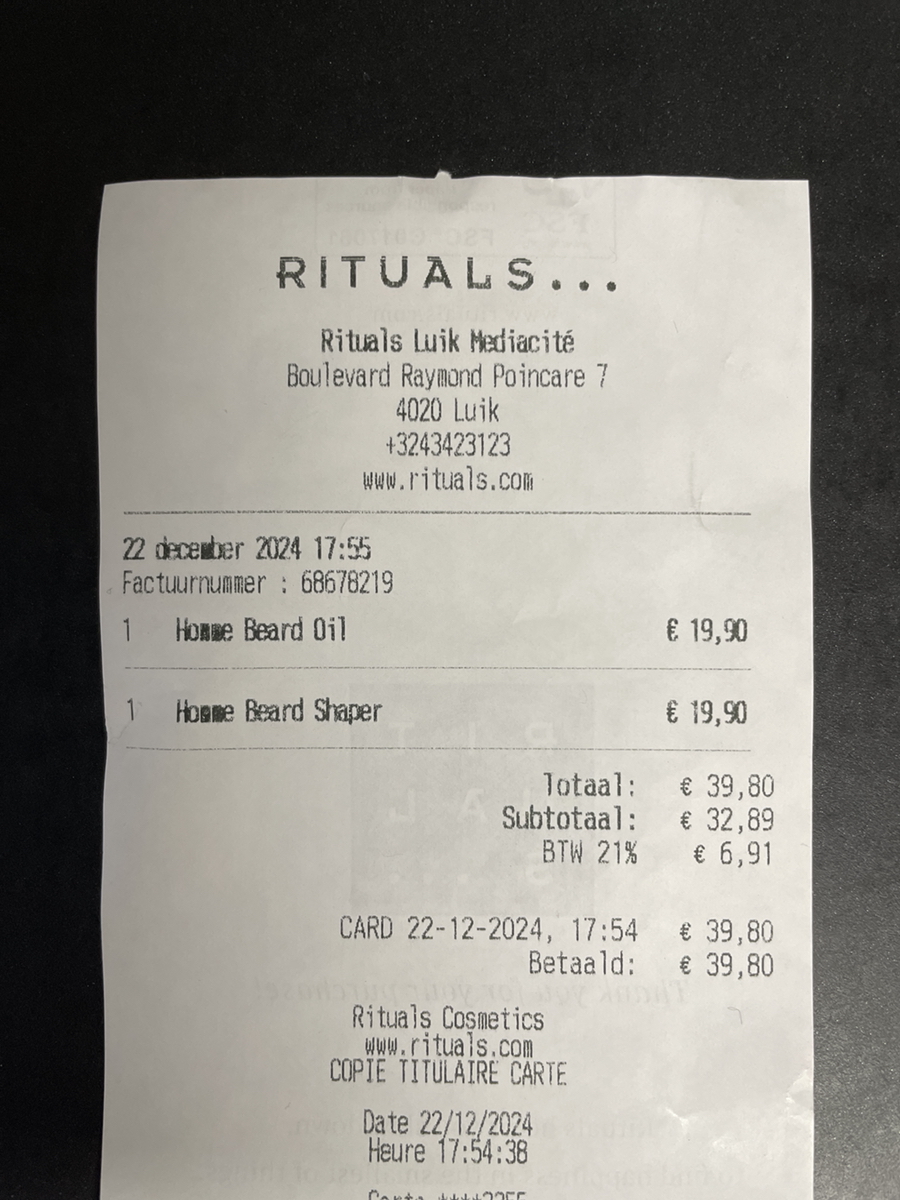 RITUALS...
Rituals Luik Mediacité
Boulevard Raymond Poincare 7
4020 Luik
+3243423123
www.rituals.com
22 december 2024 17:55
Factuurnummer : 68678219
1 Homme Beard Oil € 19,90
1 Homme Beard Shaper € 19,90
Totaal: € 39,80
Subtotaal: € 32,89
BTW 21% € 6,91
CARD 22-12-2024, 17:54 € 39,80
Betaald: € 39,80
Rituals Cosmetics
www.rituals.com
COPIE TITULAIRE CARTE
Date 22/12/2024
Heure 17:54:38